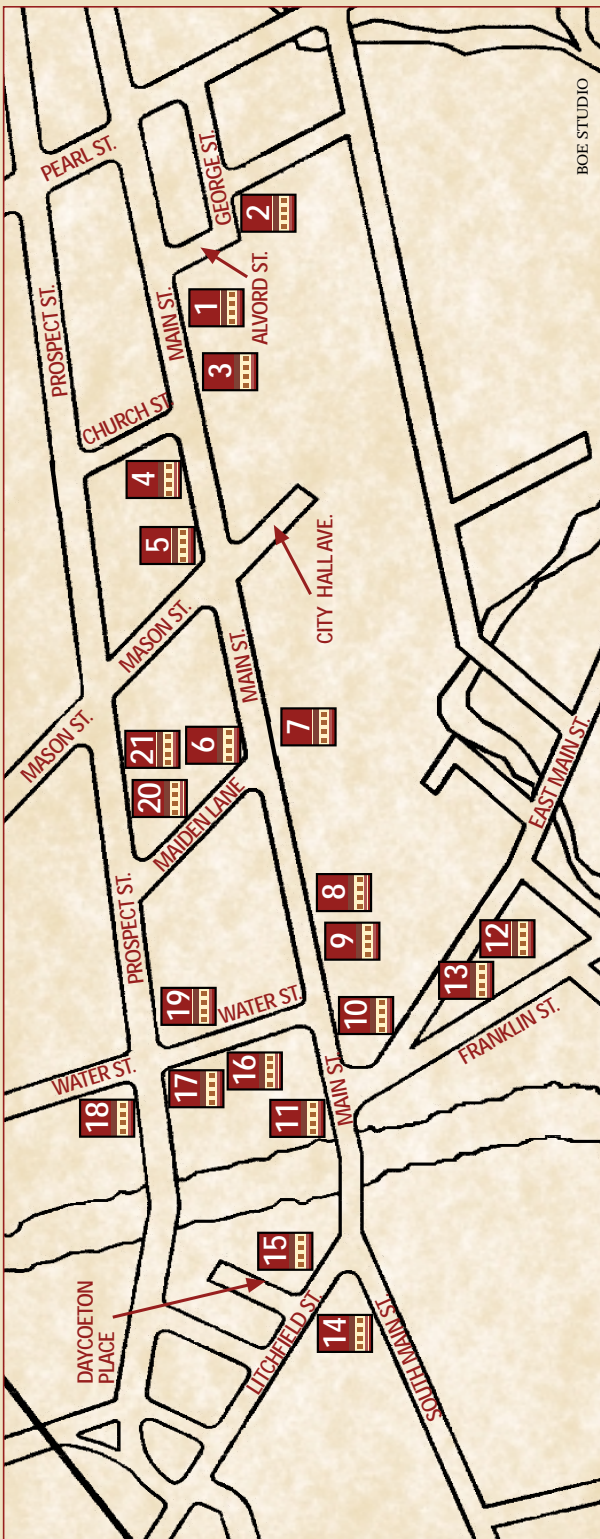 BOE STUDIO
PEARL ST.
GEORGE ST.
2
ALVORD ST.
1
3
MAIN ST.
PROSPECT ST.
CHURCH ST.
4
5
CITY HALL AVE.
MASON ST.
MASON ST.
MAIN ST.
7
6
21
20
MAIDEN LANE
EAST MAIN ST.
PROSPECT ST.
8
9
10
12
13
FRANKLIN ST.
19
WATER ST.
WATER ST.
16
17
18
11
MAIN ST.
15
DAYCOETON
PLACE
LITCHFIELD ST.
14
SOUTH MAIN ST.